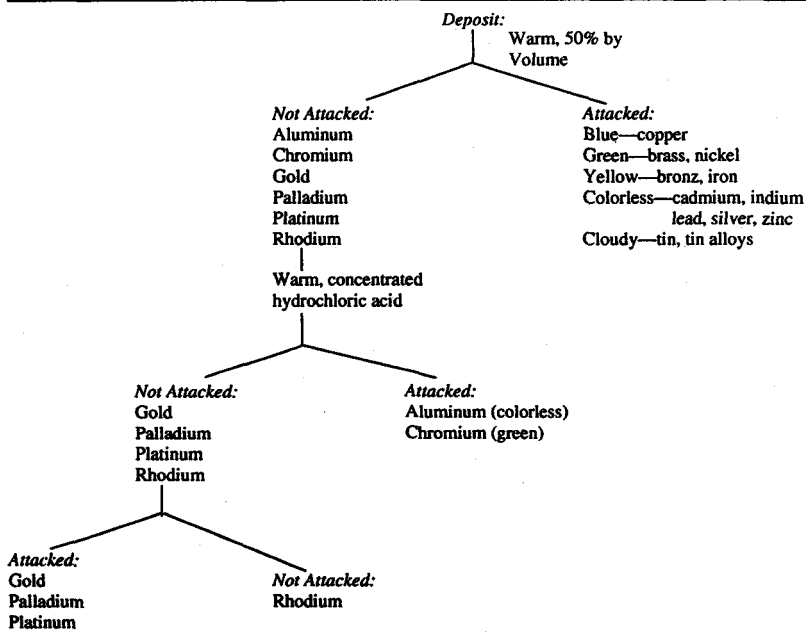 Deposit:
Warm, 50% by
Volume
Not Attacked:
Aluminum
Chromium
Gold
Palladium
Platinum
Rhodium
Attacked:
Blue—copper
Green—brass, nickel
Yellow—bronz, iron
Colorless—cadmium, indium
lead, silver, zinc
Cloudy—tin, tin alloys
Warm, concentrated
hydrochloric acid
Not Attacked:
Gold
Palladium
Platinum
Rhodium
Attacked:
Aluminum (colorless)
Chromium (green)
Attacked:
Gold
Palladium
Platinum
Not Attacked:
Rhodium